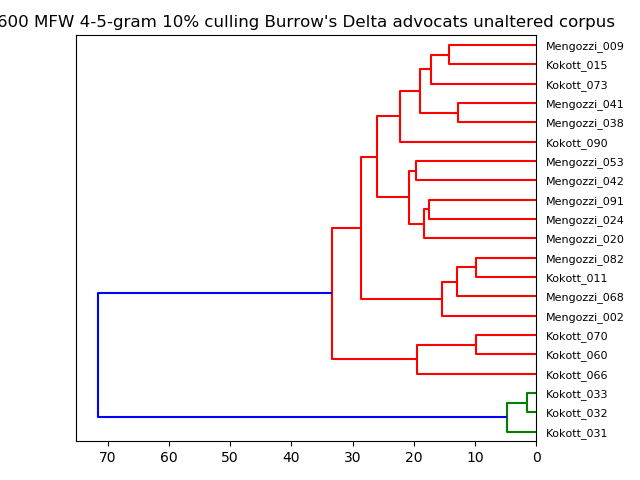 600 MFW 4-5-gram 10% culling Burrow's Delta advocats unaltered corpus
Mengozzi_009
Kokott_015
Kokott_073
Mengozzi_041
Mengozzi_038
Kokott_090
Mengozzi_053
Mengozzi_042
Mengozzi_091
Mengozzi_024
Mengozzi_020
Mengozzi_082
Kokott_011
Mengozzi_068
Mengozzi_002
Kokott_070
Kokott_060
Kokott_066
Kokott_033
Kokott_032
Kokott_031
70 60 50 40 30 20 10 0